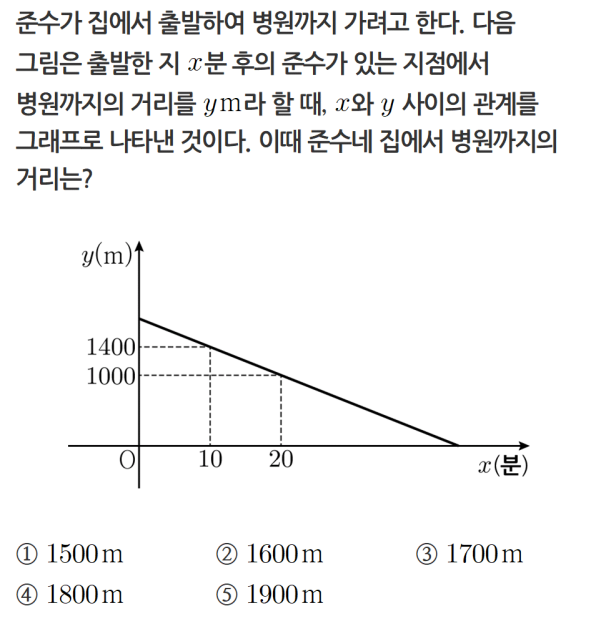 준수가 집에서 출발하여 병원까지 가려고 한다. 다음
그림은 출발한 지 x분 후의 준수가 있는 지점에서
병원까지의 거리를 y m라 할 때, x와 y 사이의 관계를
그래프로 나타낸 것이다. 이때 준수네 집에서 병원까지의
거리는?
y(m)
1400
1000
O 10 20 x(분)
① 1500 m ② 1600 m ③ 1700 m
④ 1800 m ⑤ 1900 m